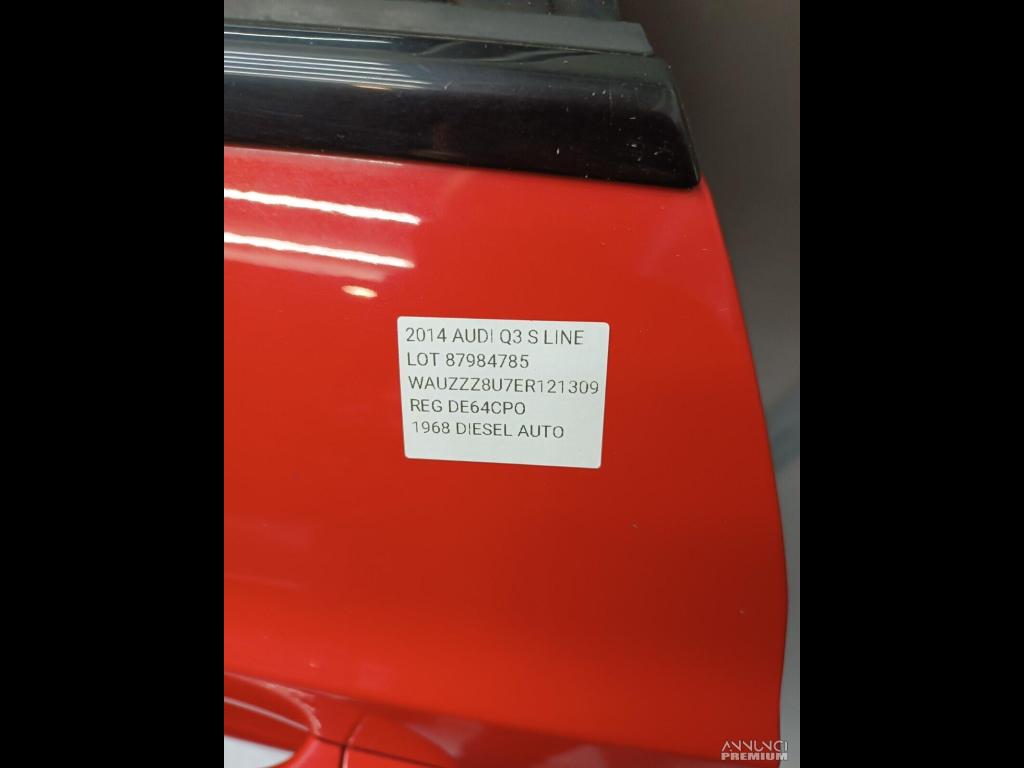 2014 AUDI Q3 S LINE
LOT 87984785
WAUZZZ8U7ER121309
REG DE64CPO
1968 DIESEL AUTO
ANNUNCI
PREMIUM